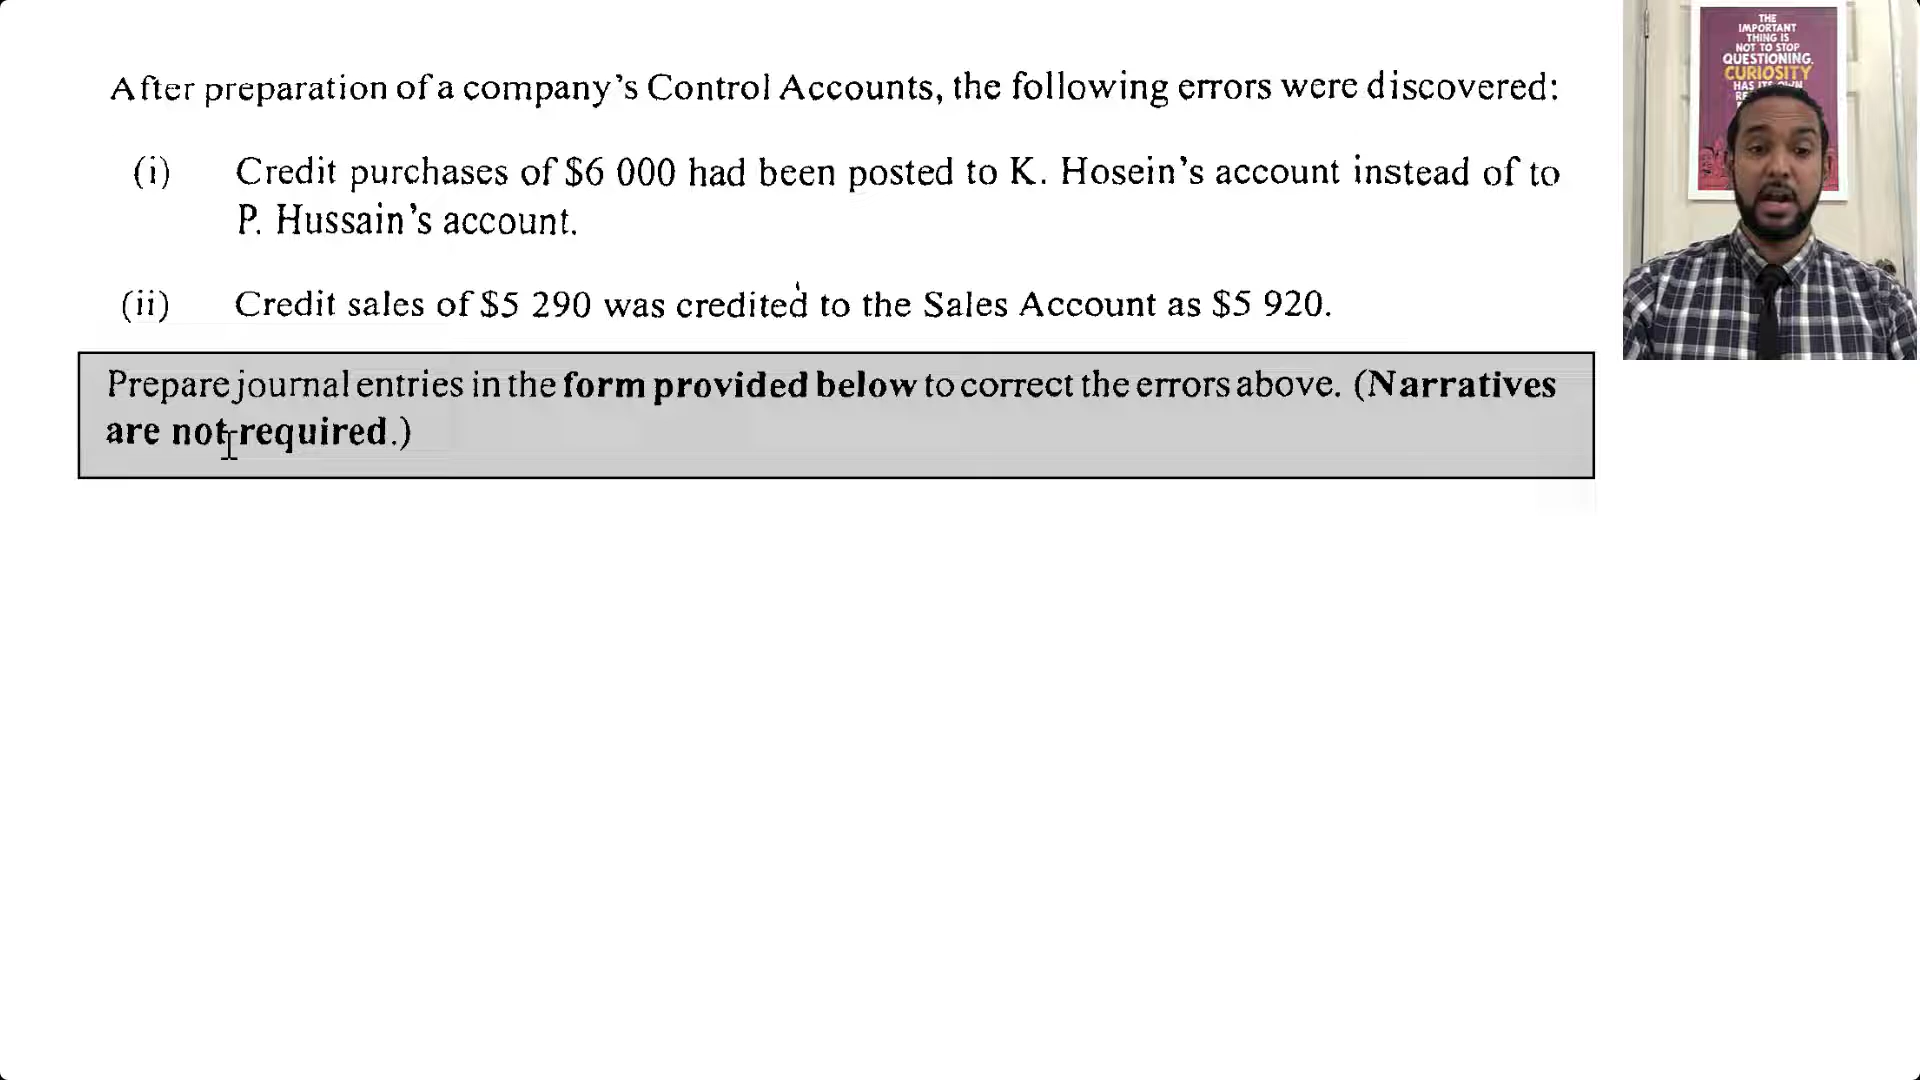 After preparation of a company's Control Accounts, the following errors were discovered:
(i) Credit purchases of $6 000 had been posted to K. Hosein's account instead of to
P. Hussain's account.
(ii) Credit sales of $5 290 was credited to the Sales Account as $5 920.
Prepare journal entries in the form provided below to correct the errors above. (Narratives
are not required.)
THE
IMPORTANT
THING IS
NOT TO STOP
QUESTIONING.
CURIOSITY
HAS ITS OWN